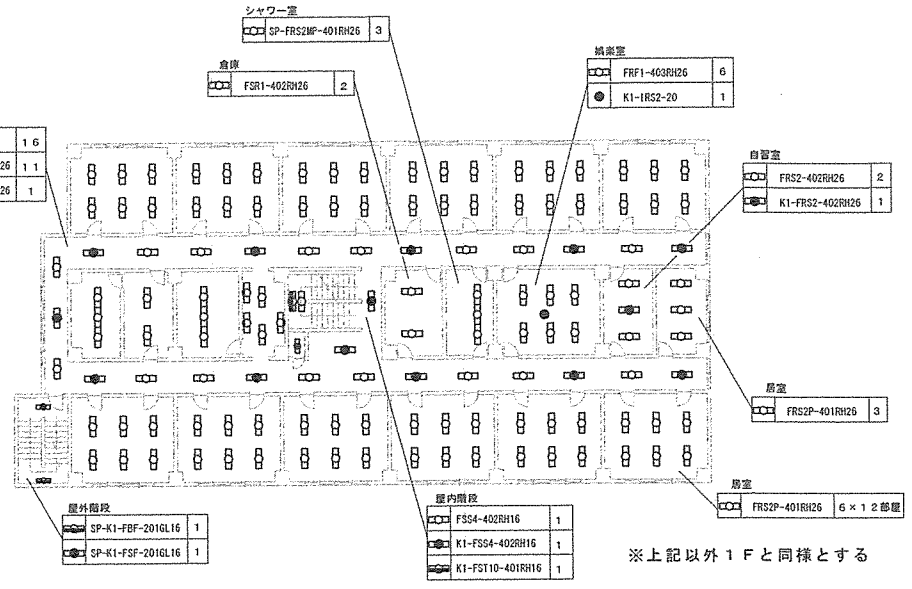 シャワー室
SP-FRS2MP-401RH26 3
倉庫
FSR1-402RH26 2
娯楽室
FRF1-403RH26 6
K1-IRS2-20 1
16
26 11
26 1
自習室
FRS2-402RH26 2
K1-FRS2-402RH26 1
居室
FRS2P-401RH26 3
居室
FRS2P-401RH26 6×12部屋
屋外階段
SP-K1-FBF-201GL16 1
SP-K1-FSF-201GL16 1
屋内階段
FSS4-402RH16 1
K1-FSS4-402RH16 1
K1-FST10-401RH16 1
※上記以外1Fと同様とする